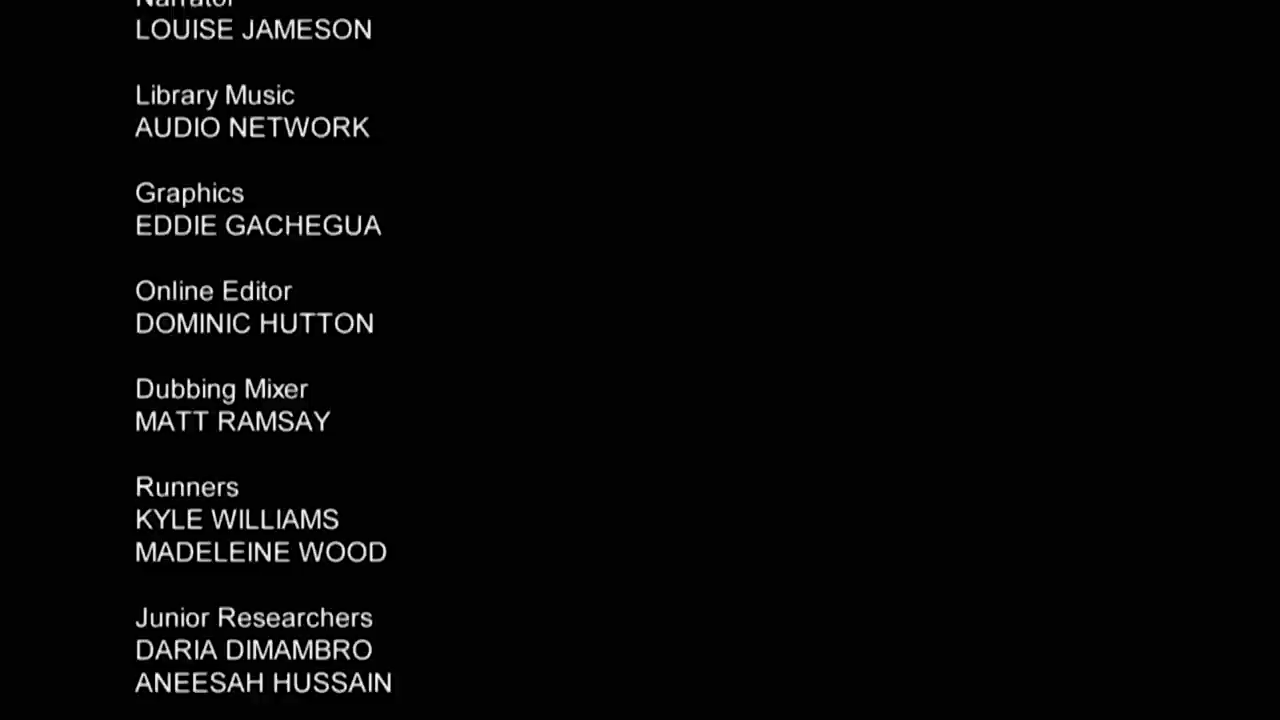 Narrator
LOUISE JAMESON
Library Music
AUDIO NETWORK
Graphics
EDDIE GACHEGUA
Online Editor
DOMINIC HUTTON
Dubbing Mixer
MATT RAMSAY
Runners
KYLE WILLIAMS
MADELEINE WOOD
Junior Researchers
DARIA DIMAMBRO
ANEESAH HUSSAIN